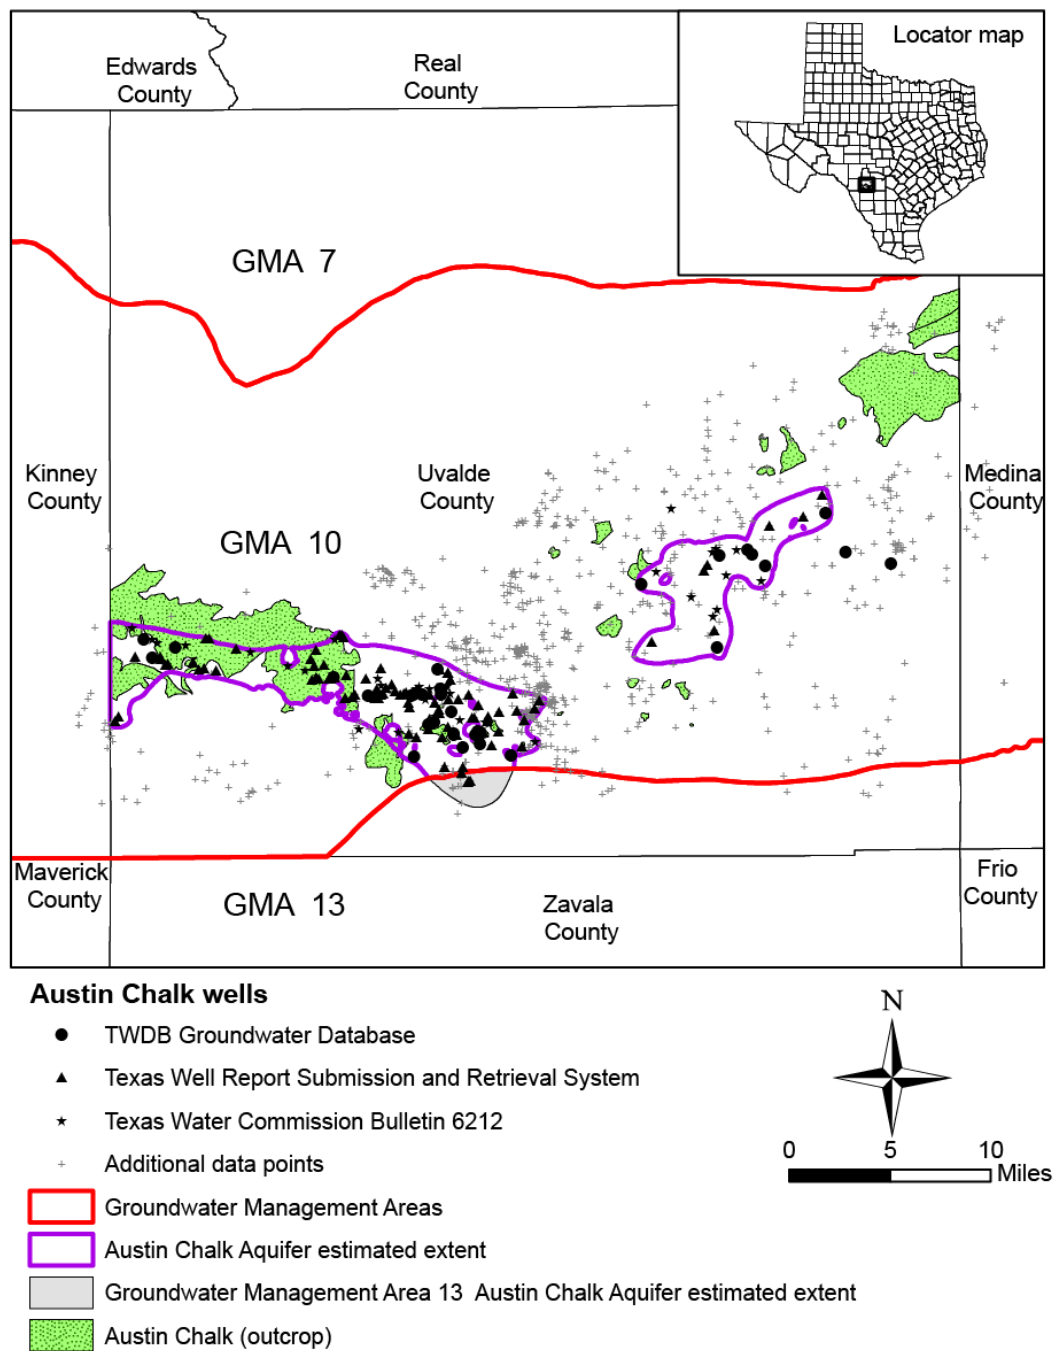 Locator map
Edwards
County
Real
County
GMA 7
Kinney
County
Uvalde
County
Medina
County
GMA 10
Maverick
County
GMA 13
Zavala
County
Frio
County
Austin Chalk wells
TWDB Groundwater Database
Texas Well Report Submission and Retrieval System
Texas Water Commission Bulletin 6212
Additional data points
Groundwater Management Areas
Austin Chalk Aquifer estimated extent
Groundwater Management Area 13 Austin Chalk Aquifer estimated extent
Austin Chalk (outcrop)
N
0 5 10
Miles